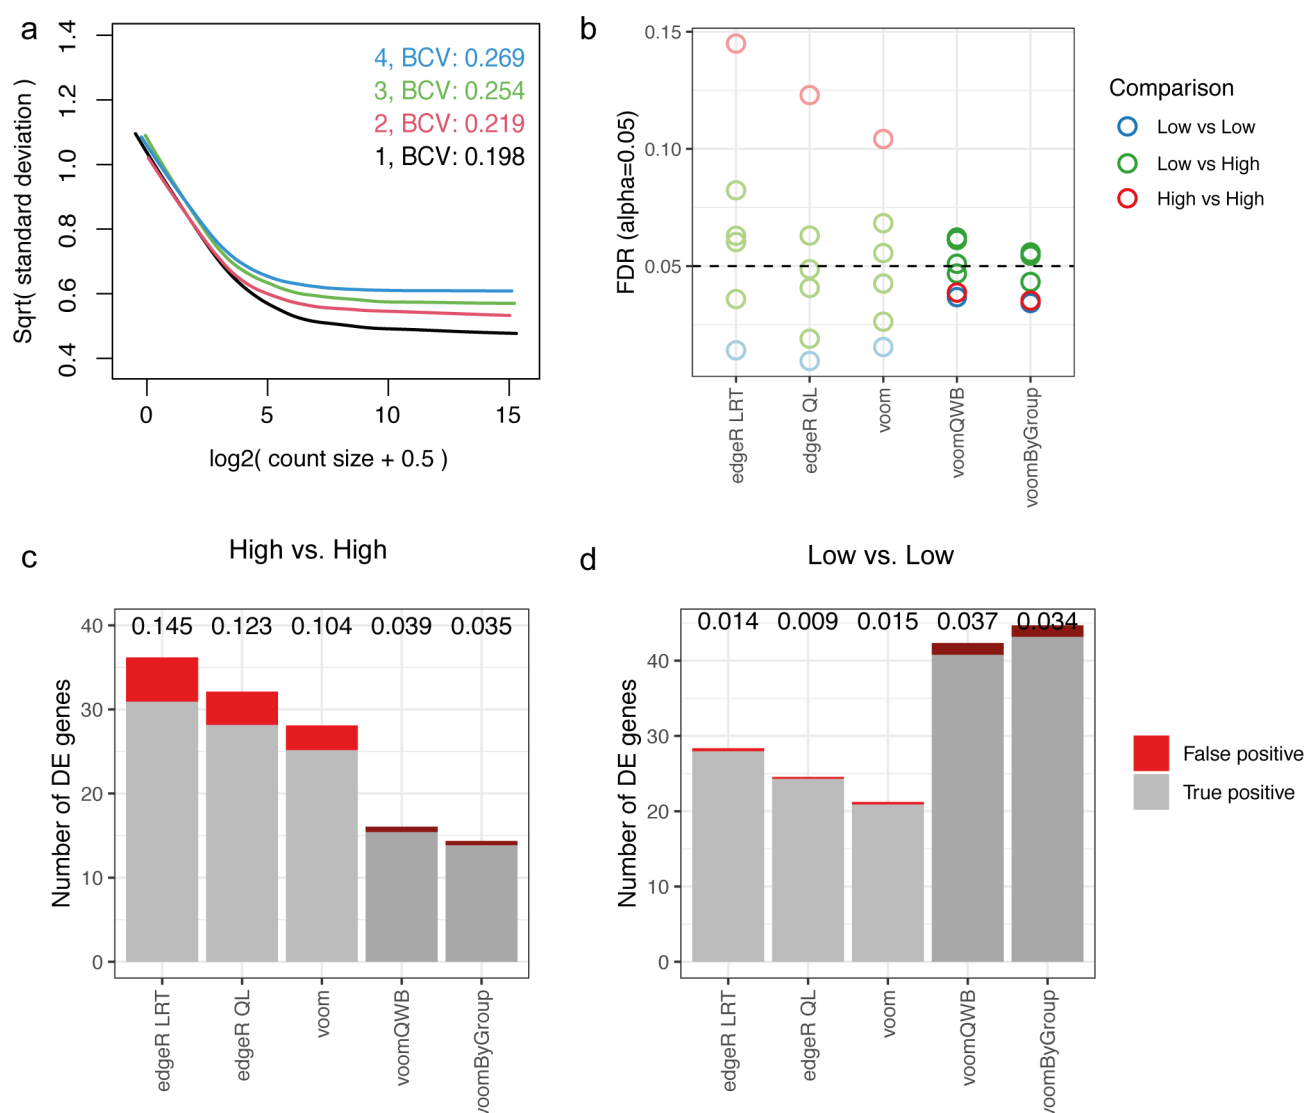 a
Sqrt( standard deviation )
1.4
1.2
1.0
0.8
0.6
0.4
4, BCV: 0.269
3, BCV: 0.254
2, BCV: 0.219
1, BCV: 0.198
0 5 10 15
log2( count size + 0.5 )
b
FDR (alpha=0.05)
0.15
0.10
0.05
edgeR LRT
edgeR QL
voom
voomQWB
voomByGroup
Comparison
Low vs Low
Low vs High
High vs High
c
High vs. High
Number of DE genes
40
30
20
10
0
0.145 0.123 0.104 0.039 0.035
edgeR LRT
edgeR QL
voom
voomQWB
voomByGroup
d
Low vs. Low
Number of DE genes
40
30
20
10
0
0.014 0.009 0.015 0.037 0.034
edgeR LRT
edgeR QL
voom
voomQWB
voomByGroup
False positive
True positive